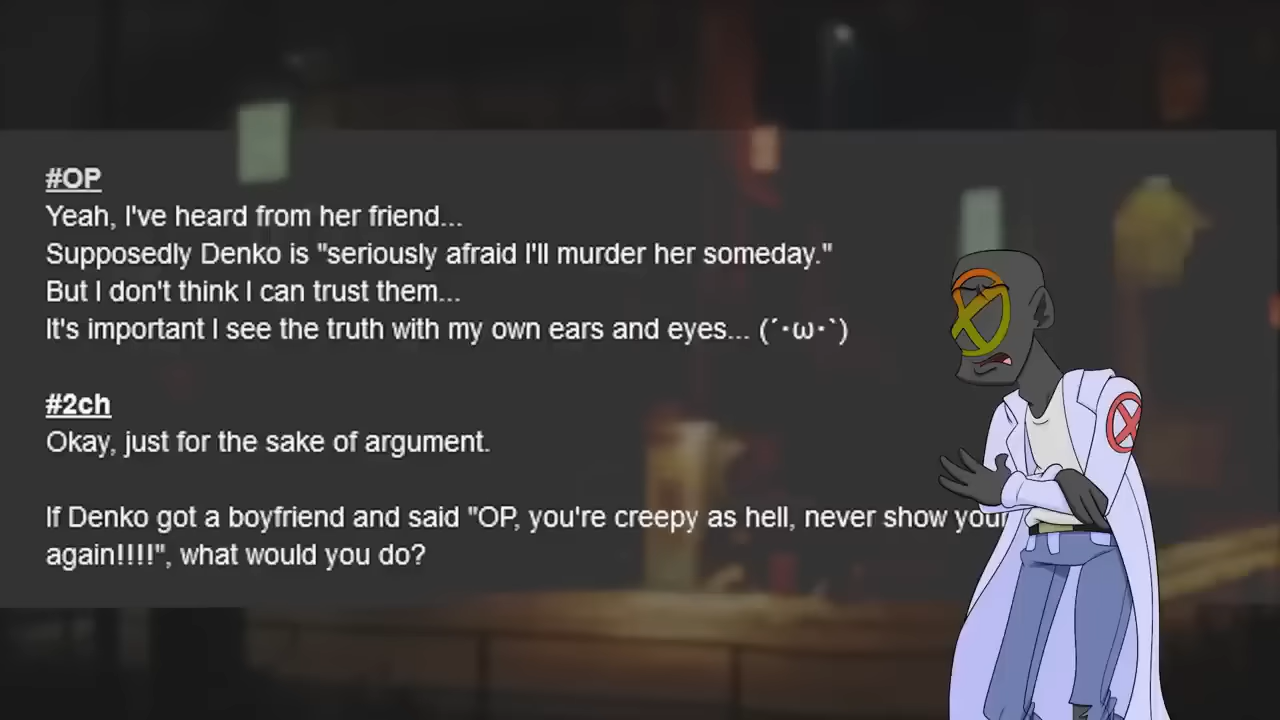 #OP
Yeah, I've heard from her friend...
Supposedly Denko is "seriously afraid I'll murder her someday."
But I don't think I can trust them...
It's important I see the truth with my own ears and eyes... (´･ω･`)
#2ch
Okay, just for the sake of argument.
If Denko got a boyfriend and said "OP, you're creepy as hell, never show your
again!!!!", what would you do?